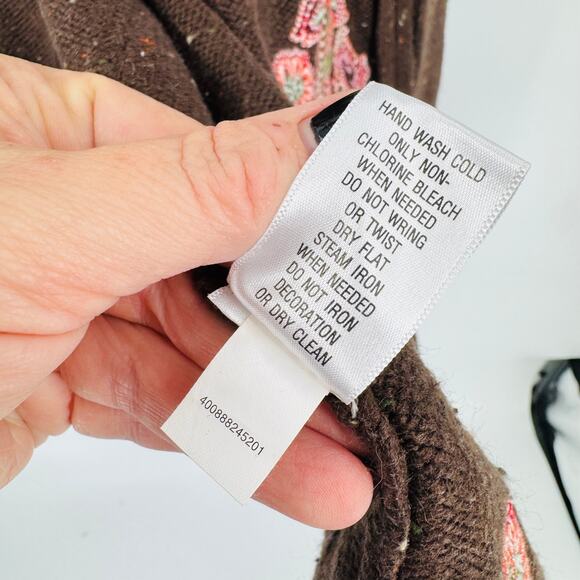 HAND WASH COLD
ONLY NON-
CHLORINE BLEACH
WHEN NEEDED
DO NOT WRING
OR TWIST
DRY FLAT
STEAM IRON
WHEN NEEDED
DO NOT IRON
DECORATION
OR DRY CLEAN
400888245201